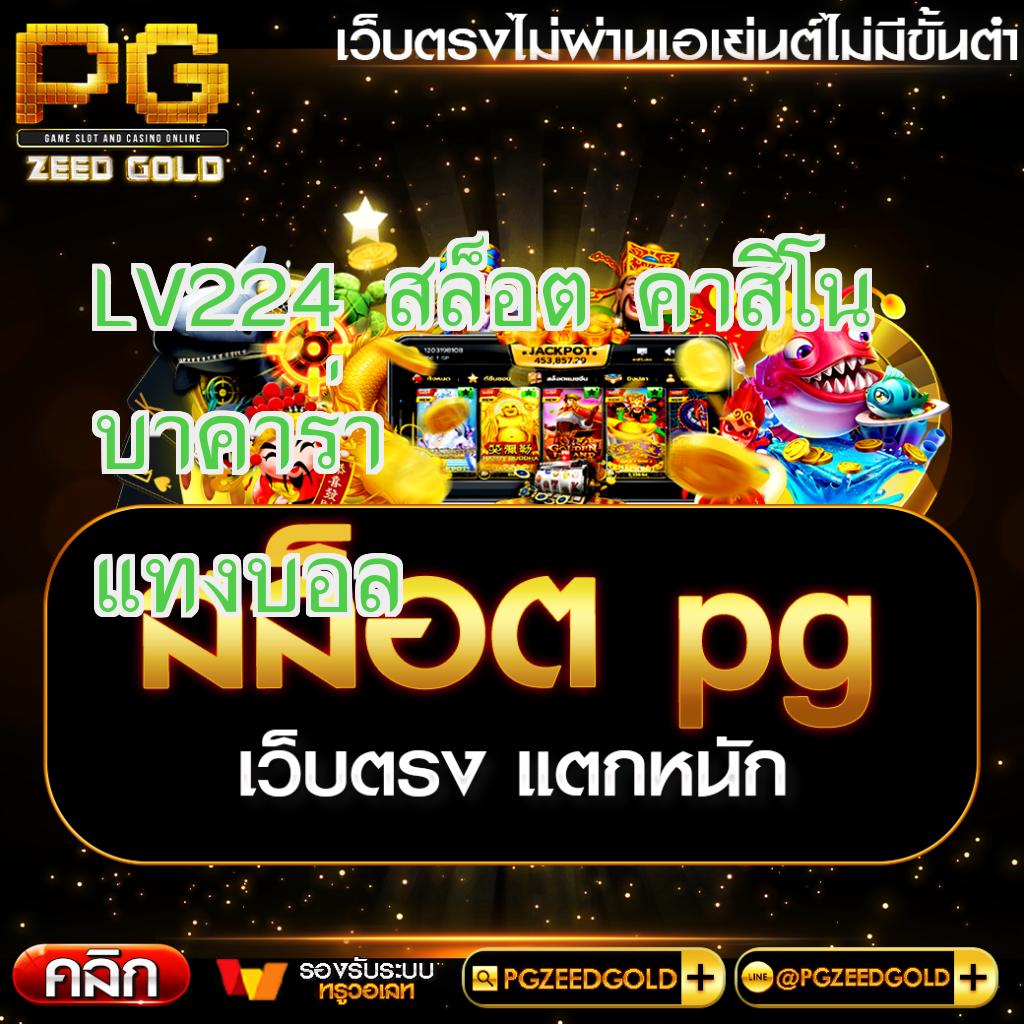 เว็บตรงไม่ผ่านเอเย่นต์ไม่มีขั้นต่ำ
PG
GAME SLOT AND CASINO ONLINE
ZEED GOLD
LV224 สล็อต คาสิโน
บาคาร่า
แทงบอล
1203198108
JACKPOT
453,857.29
สล็อต pg
เว็บตรง แตกหนัก
คลิก
รองรับระบบ
ทรูวอเลท
PGZEEDGOLD
LINE @PGZEEDGOLD